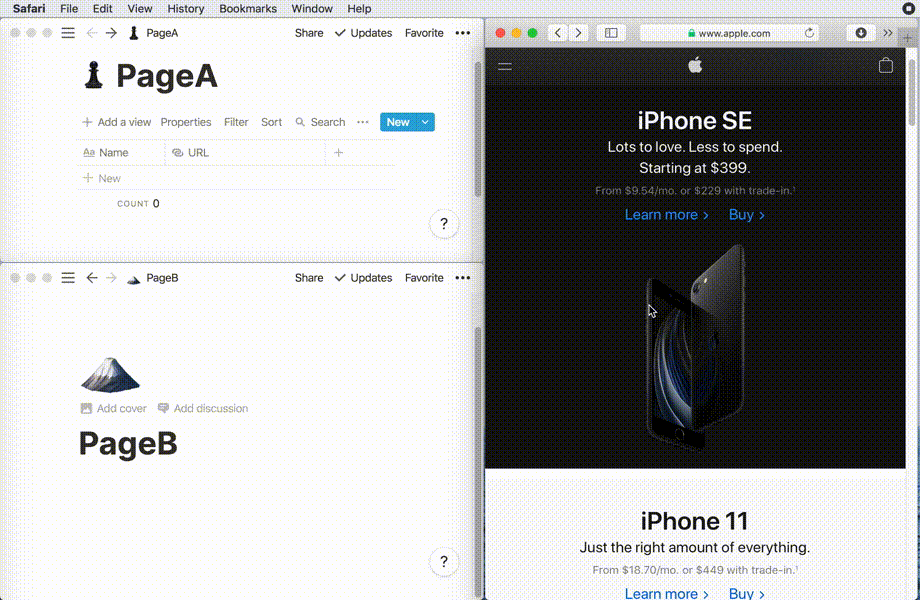 Safari File Edit View History Bookmarks Window Help
PageA Share Updates Favorite
PageA
Add a view Properties Filter Sort Search New
Aa Name URL
New
COUNT 0
?
PageB Share Updates Favorite
Add cover Add discussion
PageB
?
www.apple.com
iPhone SE
Lots to love. Less to spend.
Starting at $399.
From $9.54/mo. or $229 with trade-in.¹
Learn more > Buy >
iPhone 11
Just the right amount of everything.
From $18.70/mo. or $449 with trade-in.¹
Learn more > Buy >